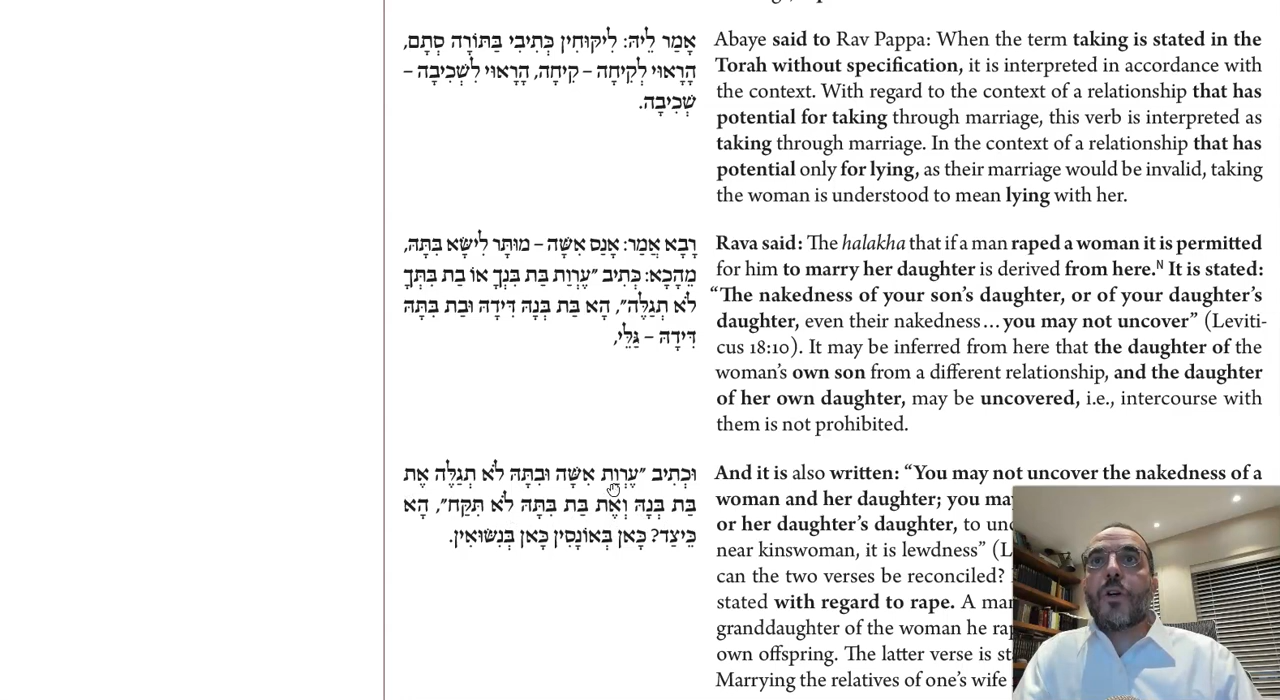 אָמַר לֵיהּ: לִיקּוּחִין כְּתִיבִי בַּתּוֹרָה סְתָם,
הָרָאוּי לְקִיחָה – קִיחָה, הָרָאוּי לִשְׁכִיבָה –
שְׁכִיבָה.
Abaye said to Rav Pappa: When the term taking is stated in the
Torah without specification, it is interpreted in accordance with
the context. With regard to the context of a relationship that has
potential for taking through marriage, this verb is interpreted as
taking through marriage. In the context of a relationship that has
potential only for lying, as their marriage would be invalid, taking
the woman is understood to mean lying with her.
רָבָא אֲמַר: אָנַס אִשָּׁה – מוּתָּר לִישָּׂא בִּתָּהּ,
מֵהָכָא: כְּתִיב ״עֶרְוַת בַּת בִּנְךָ אוֹ בַת בִּתְּךָ
לֹא תְגַלֵּה״, הָא בַּת בְּנָהּ דִּידָהּ וּבַת בִּתָּהּ
דִּידָהּ – גַּלֵּי,
Rava said: The halakha that if a man raped a woman it is permitted
for him to marry her daughter is derived from here.N It is stated:
“The nakedness of your son’s daughter, or of your daughter’s
daughter, even their nakedness…you may not uncover” (Leviti-
cus 18:10). It may be inferred from here that the daughter of the
woman’s own son from a different relationship, and the daughter
of her own daughter, may be uncovered, i.e., intercourse with
them is not prohibited.
וּכְתִיב ״עֶרְוַת אִשָּׁה וּבִתָּהּ לֹא תְגַלֵּה אֶת
בַּת בְּנָהּ וְאֶת בַּת בִּתָּהּ לֹא תִקַּח״, הָא
כֵּיצַד? כָּאן בְּאוֹנָסִין כָּאן בְּנִשּׂוּאִין.
And it is also written: “You may not uncover the nakedness of a
woman and her daughter; you
or her daughter’s daughter, to
near kinswoman, it is lewdness”
can the two verses be reconciled?
stated with regard to rape. A
granddaughter of the woman he
own offspring. The latter verse is
Marrying the relatives of one’s wife